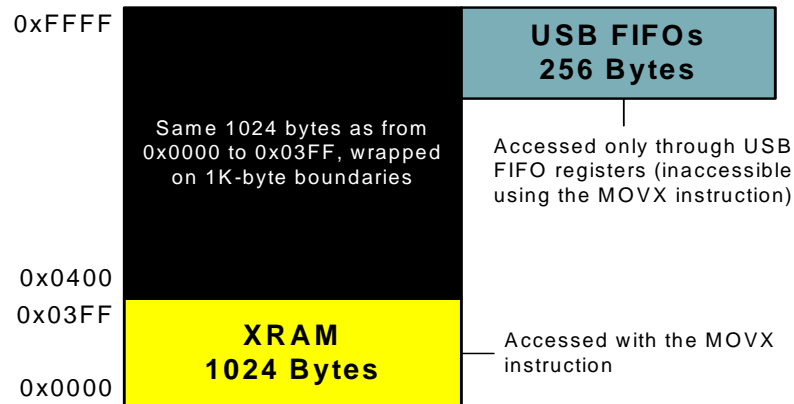 0xFFFF
USB FIFOs
256 Bytes
Same 1024 bytes as from
0x0000 to 0x03FF, wrapped
on 1K-byte boundaries
Accessed only through USB
FIFO registers (inaccessible
using the MOVX instruction)
0x0400
0x03FF
XRAM
1024 Bytes
Accessed with the MOVX
instruction
0x0000